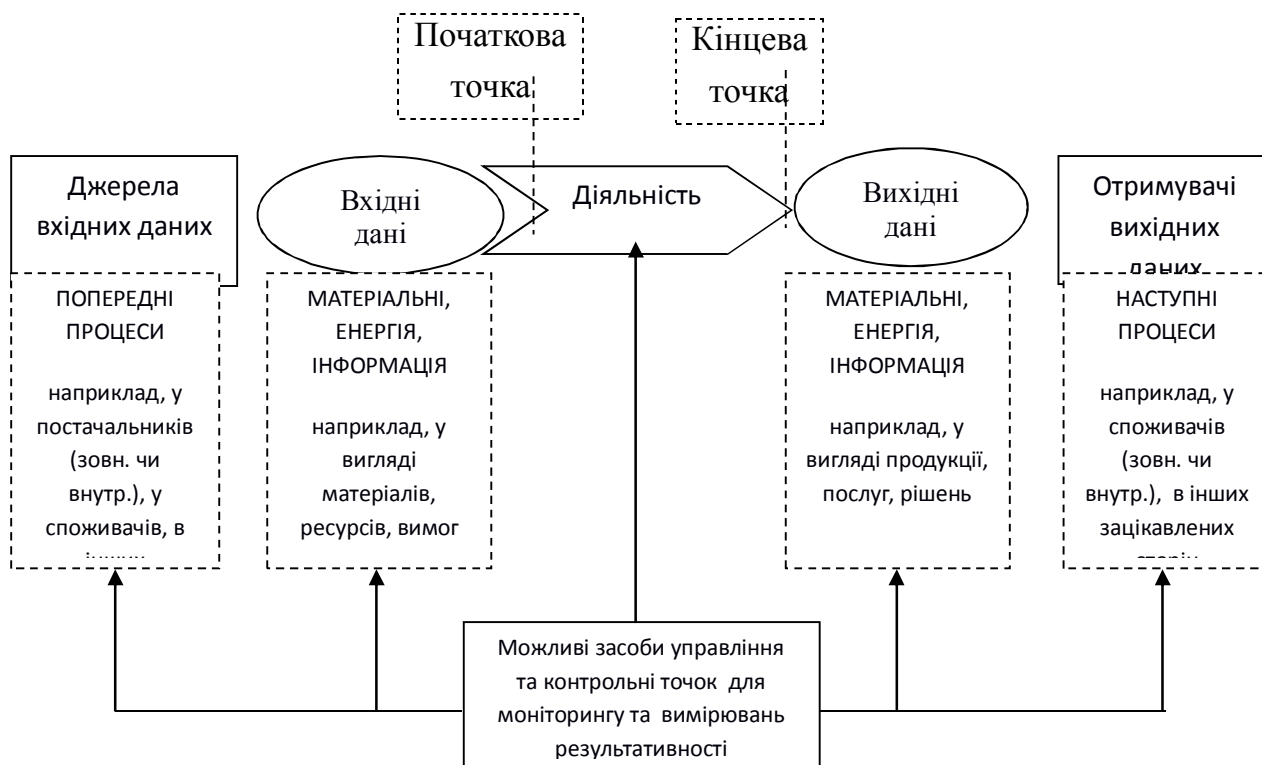 Початкова
точка
Кінцева
точка
Джерела
вхідних даних
Вхідні
дані
Діяльність
Вихідні
дані
Отримувачі
вихідних
даних
ПОПЕРЕДНІ
ПРОЦЕСИ
наприклад, у
постачальників
(зовн. чи
внутр.), у
споживачів, в
МАТЕРІАЛЬНІ,
ЕНЕРГІЯ,
ІНФОРМАЦІЯ
наприклад, у
вигляді
матеріалів,
ресурсів, вимог
МАТЕРІАЛЬНІ,
ЕНЕРГІЯ,
ІНФОРМАЦІЯ
наприклад, у
вигляді продукції,
послуг, рішень
НАСТУПНІ
ПРОЦЕСИ
наприклад, у
споживачів
(зовн. чи
внутр.), в інших
зацікавлених
Можливі засоби управління
та контрольні точок для
моніторингу та вимірювань
результативності